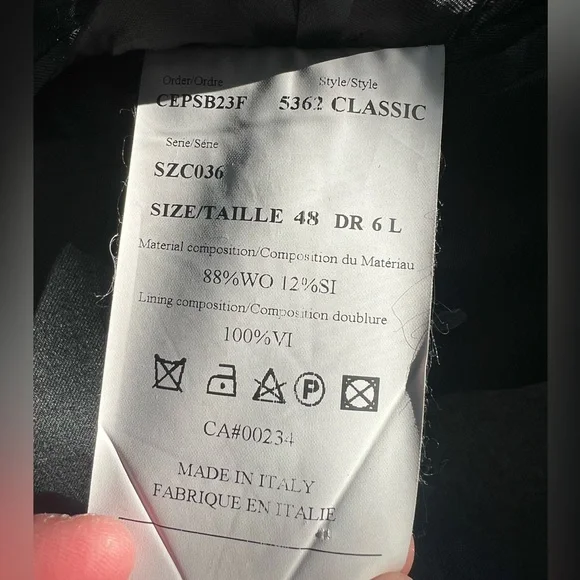 Order/Ordre Style/Style
CEPSB23F 5362 CLASSIC
Serie/Série
SZC036
SIZE/TAILLE 48 DR 6 L
Material composition/Composition du Matériau
88%WO 12%SI
Lining composition/Composition doublure
100%VI
P
CA#00234
MADE IN ITALY
FABRIQUE EN ITALIE